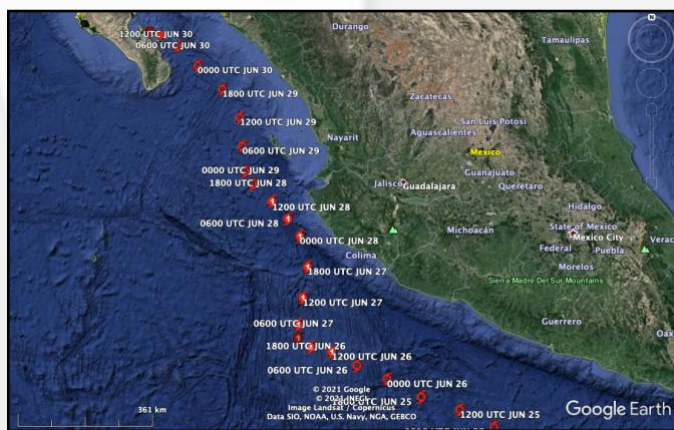 Durango
N
1200 UTC JUN 30
Tamaulipas
0600 UTC JUN 30
0000 UTC JUN 30
1800 UTC JUN 29
Zacatecas
San Luis Potosi
1200 UTC JUN 29
Aguascalientes
Nayarit
0600 UTC JUN 29
Mexico
0000 UTC JUN 29
Guanajuato
1800 UTC JUN 28
Jalisco
Guadalajara
Querétaro
1200 UTC JUN 28
Hidalgo
0600 UTC JUN 28
State of Mexico
Michoacán
Mexico City
0000 UTC JUN 28
Federal
Puebla
Colima
1800 UTC JUN 27
Morelos
Sierra Madre Del Sur Mountains
1200 UTC JUN 27
0600 UTC JUN 27
Guerrero
1800 UTC JUN 26
1200 UTC JUN 26
0600 UTC JUN 26
0000 UTC JUN 26
© 2021 Google
© 2021 INEGI
1800 UTC JUN 25
Image Landsat / Copernicus
1200 UTC JUN 25
Data SIO, NOAA, U.S. Navy, NGA, GEBCO
361 km
Google Earth